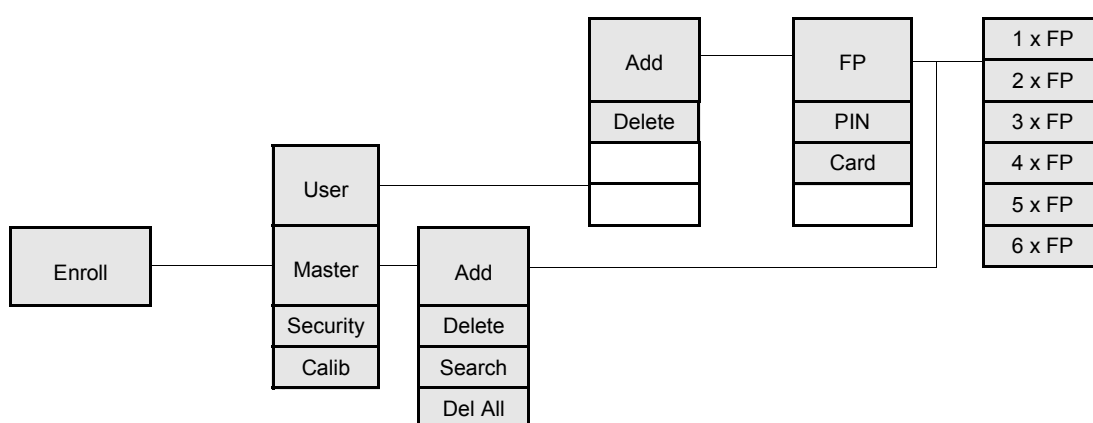 Enroll
User
Master
Security
Calib
Add
Delete
Search
Del All
Add
Delete
FP
PIN
Card
1 x FP
2 x FP
3 x FP
4 x FP
5 x FP
6 x FP